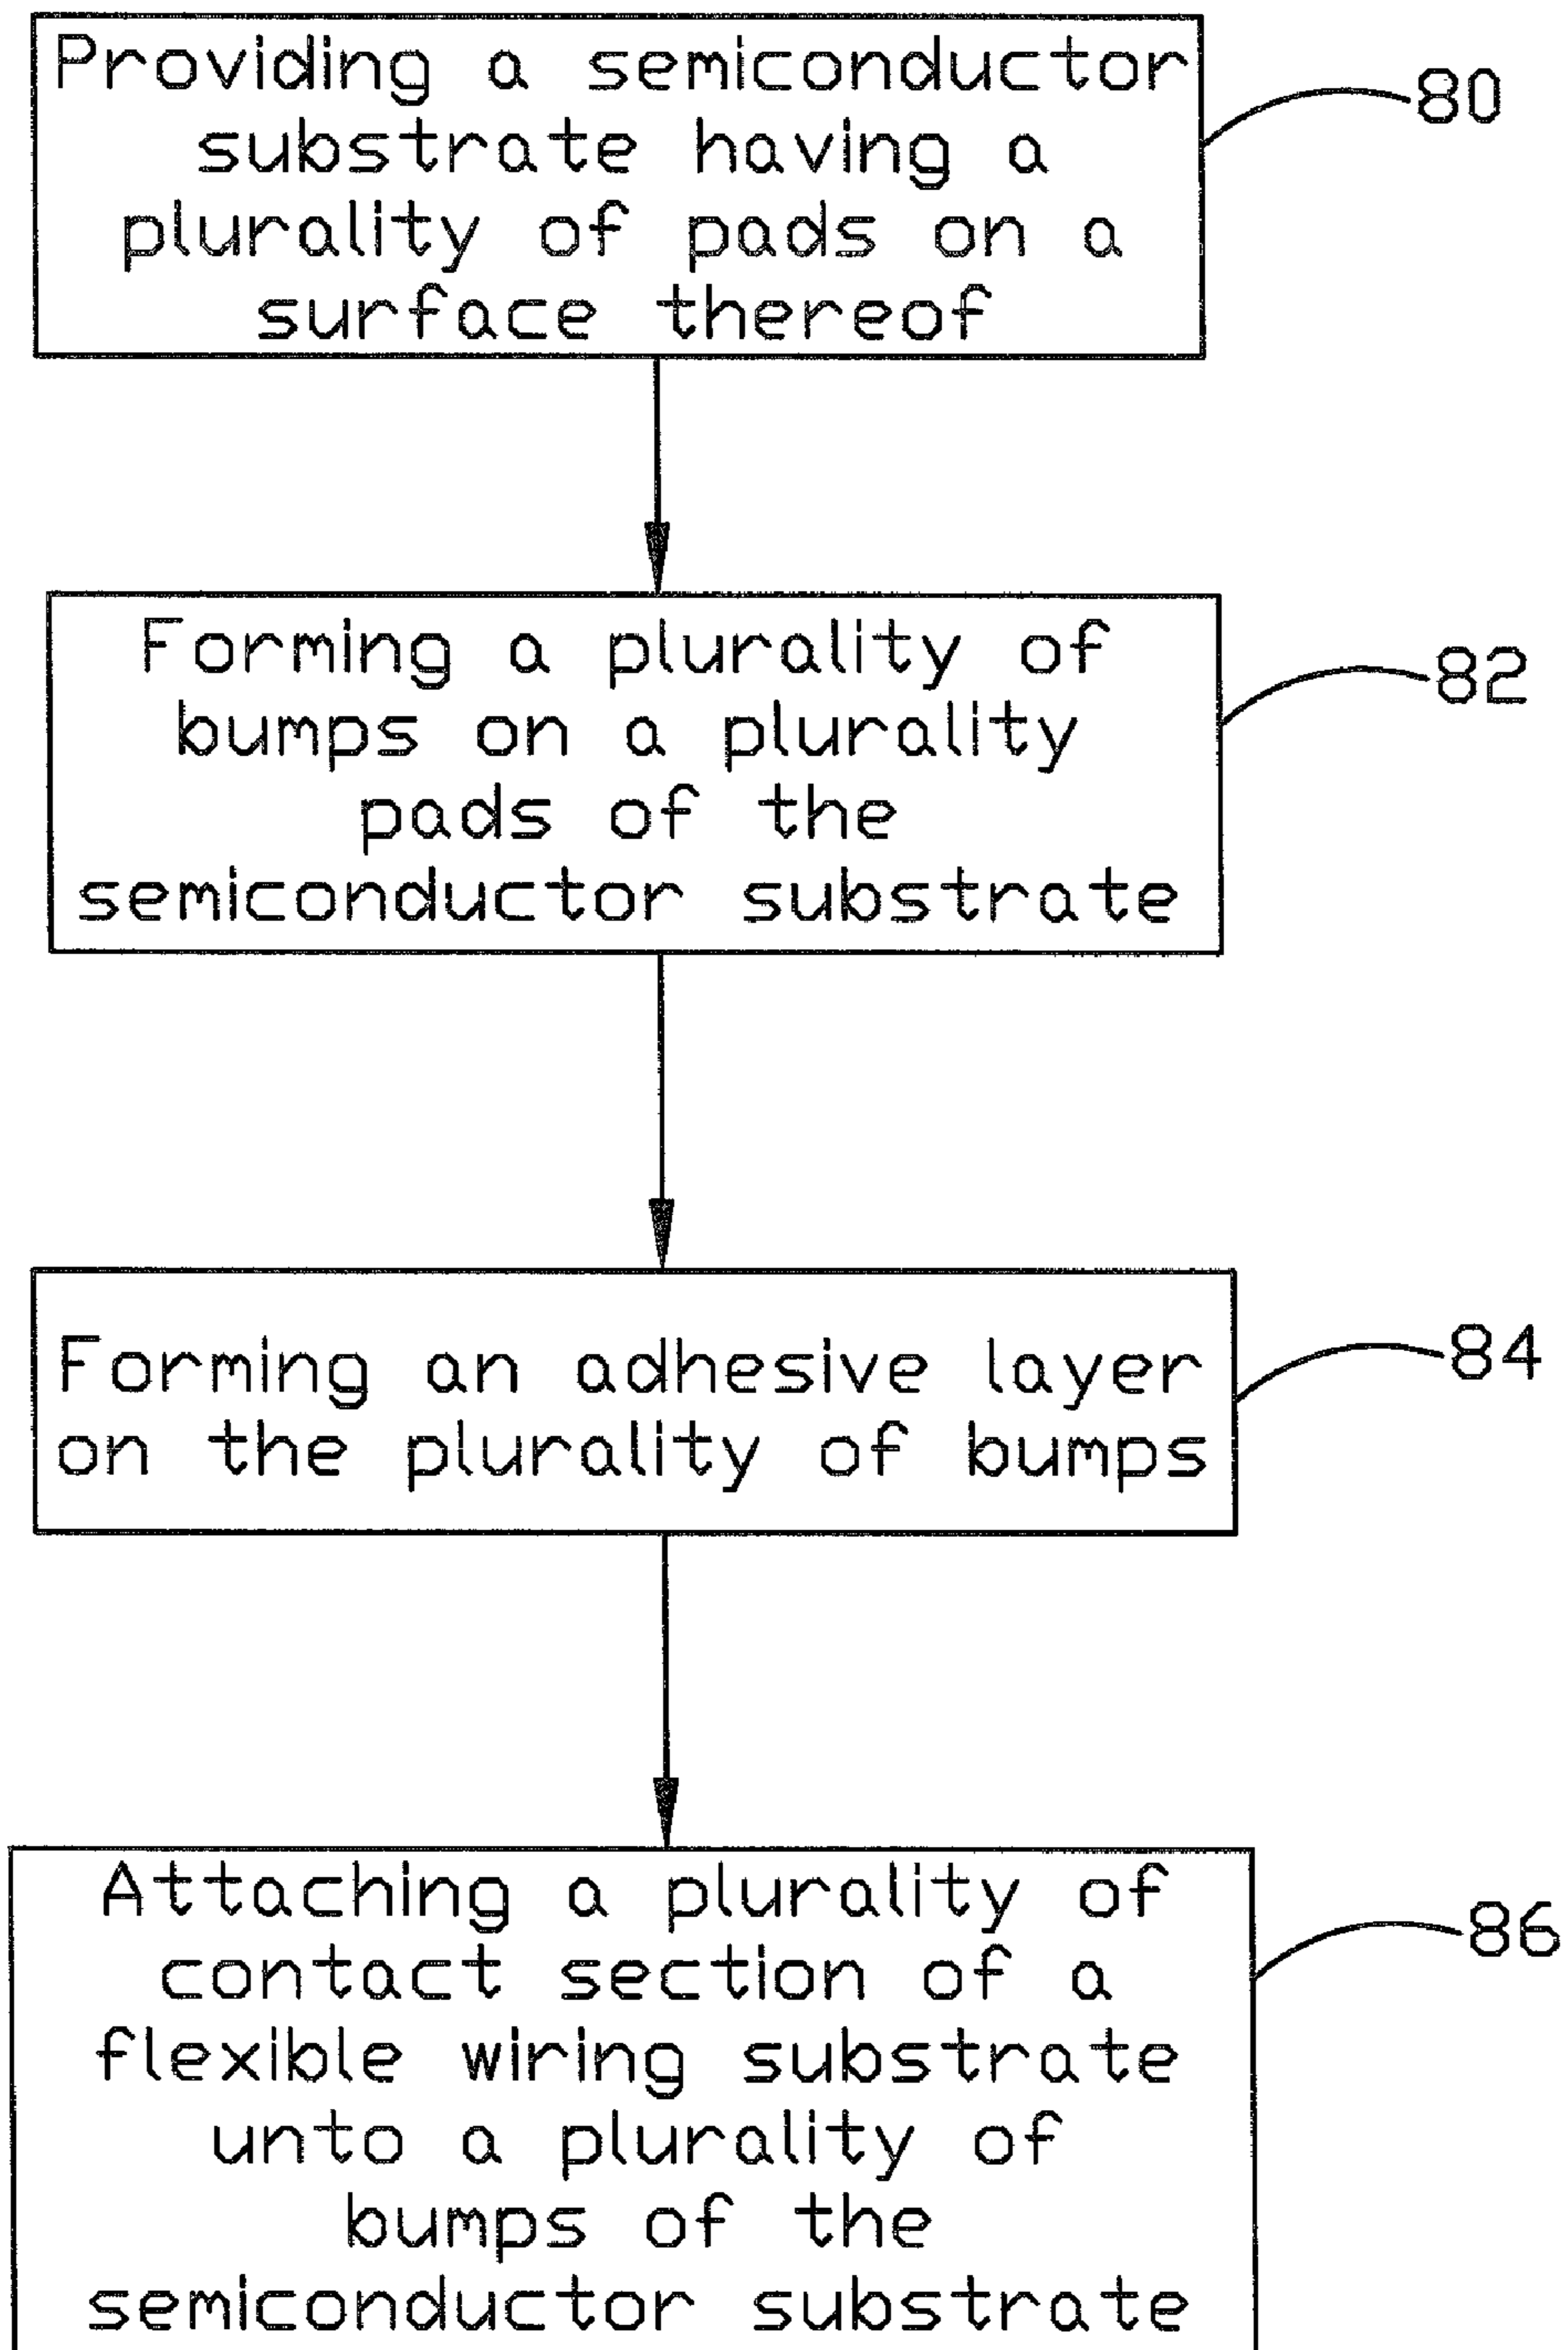 Providing a semiconductor
substrate having a
plurality of pads on a
surface thereof
80
Forming a plurality of
bumps on a plurality
pads of the
semiconductor substrate
82
Forming an adhesive layer
on the plurality of bumps
84
Attaching a plurality of
contact section of a
flexible wiring substrate
unto a plurality of
bumps of the
semiconductor substrate
86